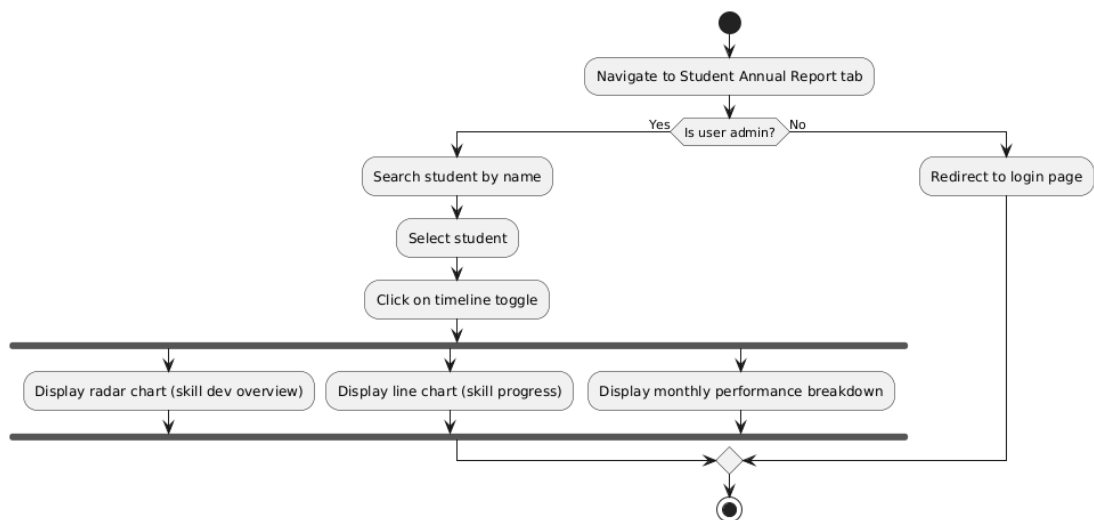 Navigate to Student Annual Report tab
Yes
Is user admin?
No
Search student by name
Redirect to login page
Select student
Click on timeline toggle
Display radar chart (skill dev overview)
Display line chart (skill progress)
Display monthly performance breakdown